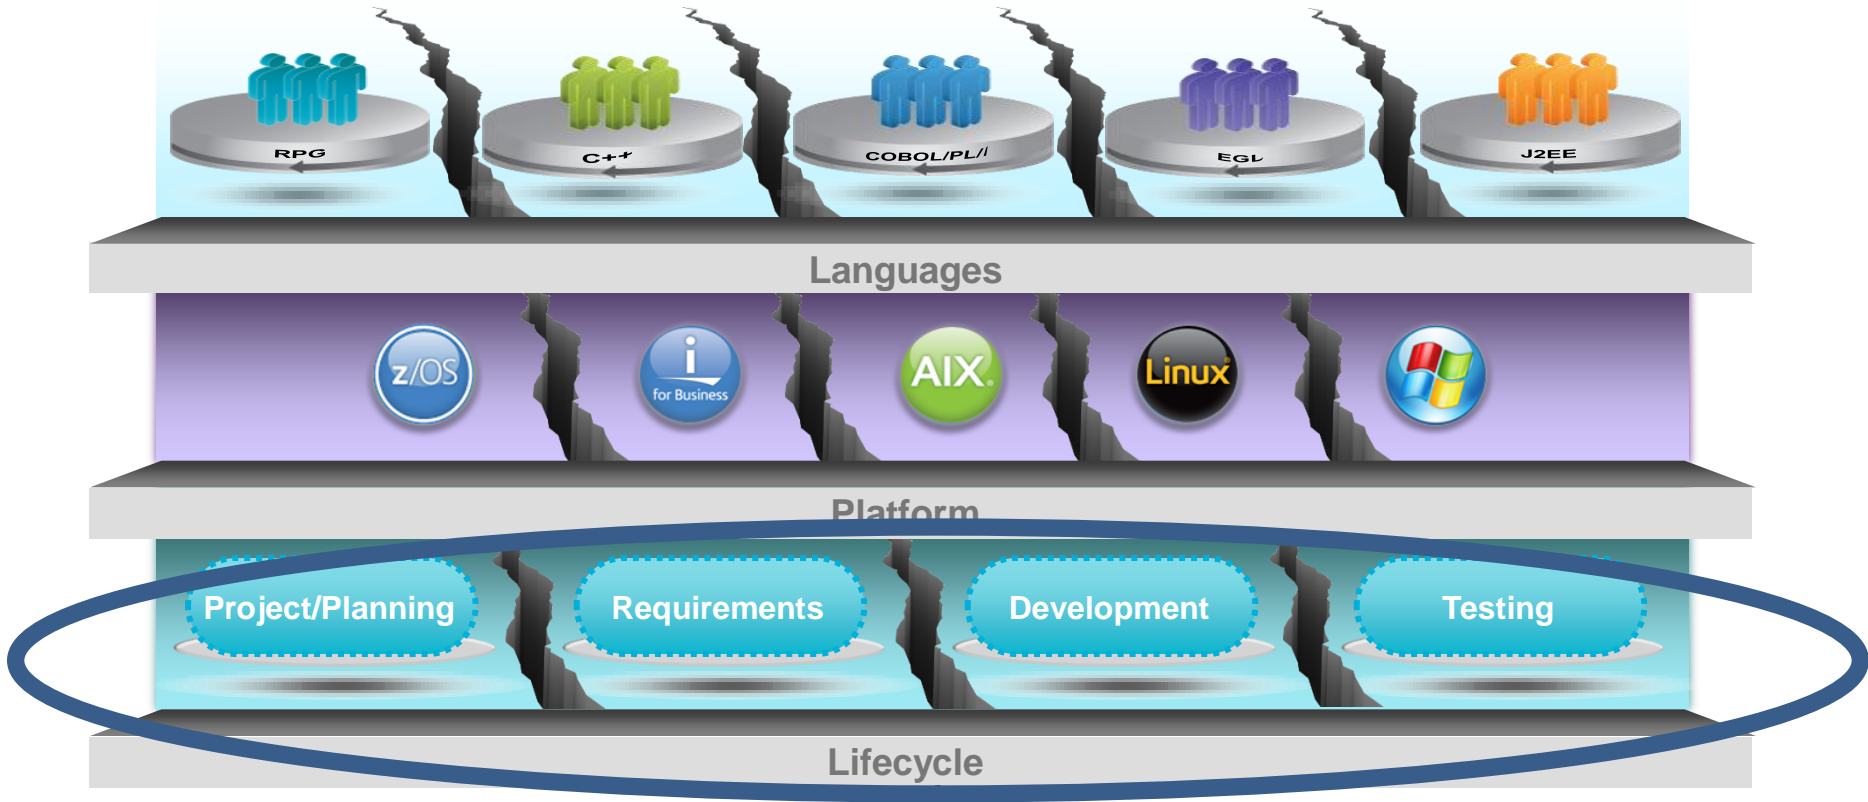 RPG
C++
COBOL/PL/I
EGL
J2EE
Languages
z/OS
i
for Business
AIX
Linux
Platform
Project/Planning
Requirements
Development
Testing
Lifecycle